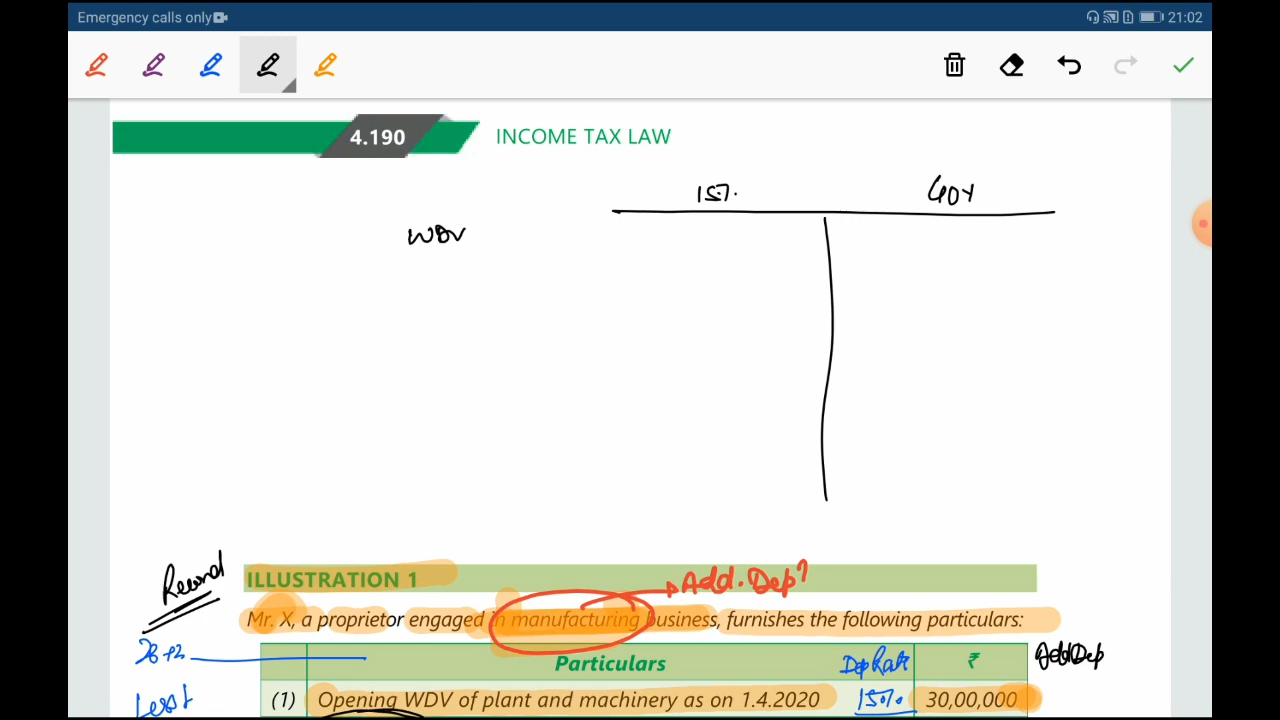 Emergency calls only 21:02
4.190 INCOME TAX LAW
15%. 40%
WDV
Record
ILLUSTRATION 1
Add. Dep?
Mr. X, a proprietor engaged in manufacturing business, furnishes the following particulars:
Particulars Dep Rate ₹ Add Dep
Less
(1) Opening WDV of plant and machinery as on 1.4.2020 15% 30,00,000